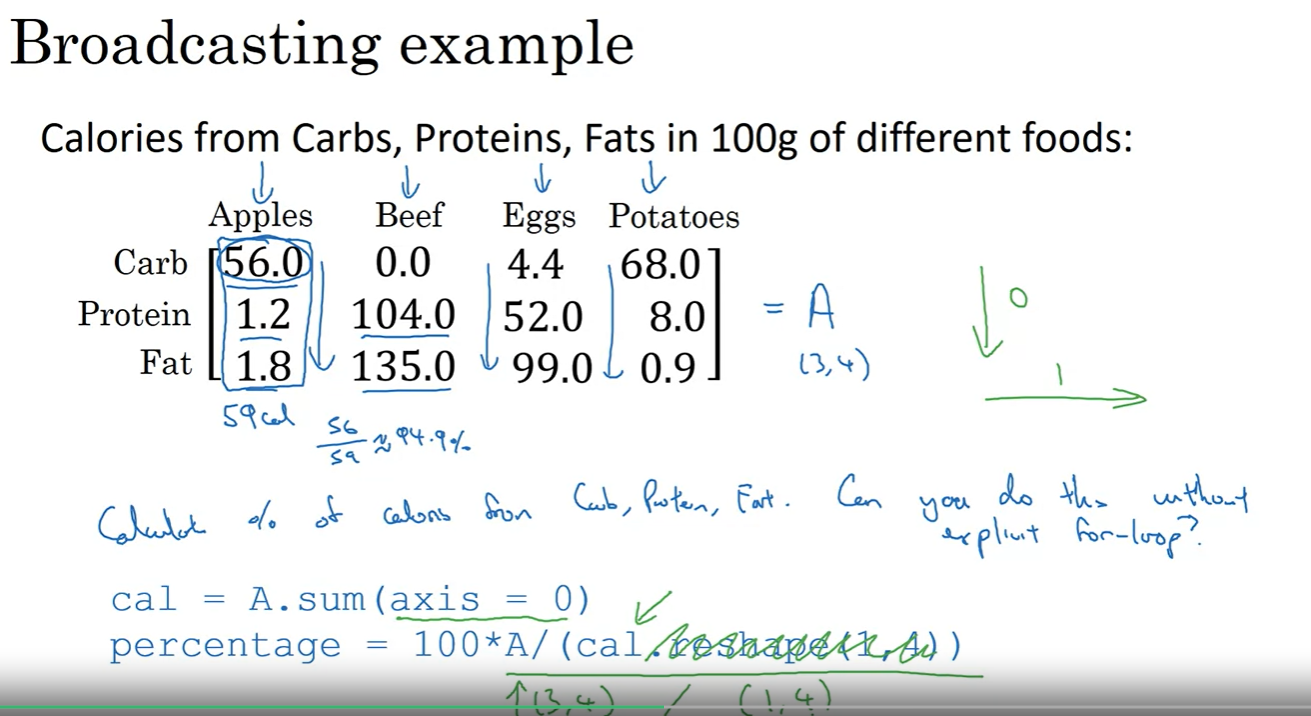 Broadcasting example
Calories from Carbs, Proteins, Fats in 100g of different foods:
Apples Beef Eggs Potatoes
Carb 56.0 0.0 4.4 68.0
Protein 1.2 104.0 52.0 8.0 = A
Fat 1.8 135.0 99.0 0.9 (3,4)
0
1
59 cal
56/59 ≈ 94.9%
Calculate % of calories from Carb, Protein, Fat. Can you do this without
explicit for-loop?
cal = A.sum(axis = 0)
percentage = 100*A/(cal.reshape(1,4))
↑(3,4) / (1,4)